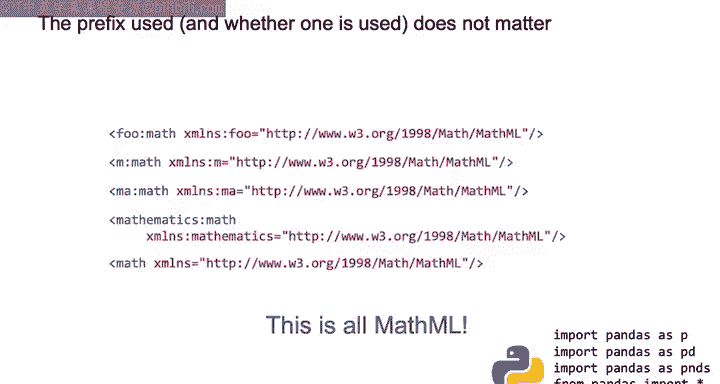 The prefix used (and whether one is used) does not matter
<foo:math xmlns:foo="http://www.w3.org/1998/Math/MathML"/>
<m:math xmlns:m="http://www.w3.org/1998/Math/MathML"/>
<ma:math xmlns:ma="http://www.w3.org/1998/Math/MathML"/>
<mathematics:math
xmlns:mathematics="http://www.w3.org/1998/Math/MathML"/>
<math xmlns="http://www.w3.org/1998/Math/MathML"/>
This is all MathML!
import pandas as p
import pandas as pd
import pandas as pnds
from pandas import *